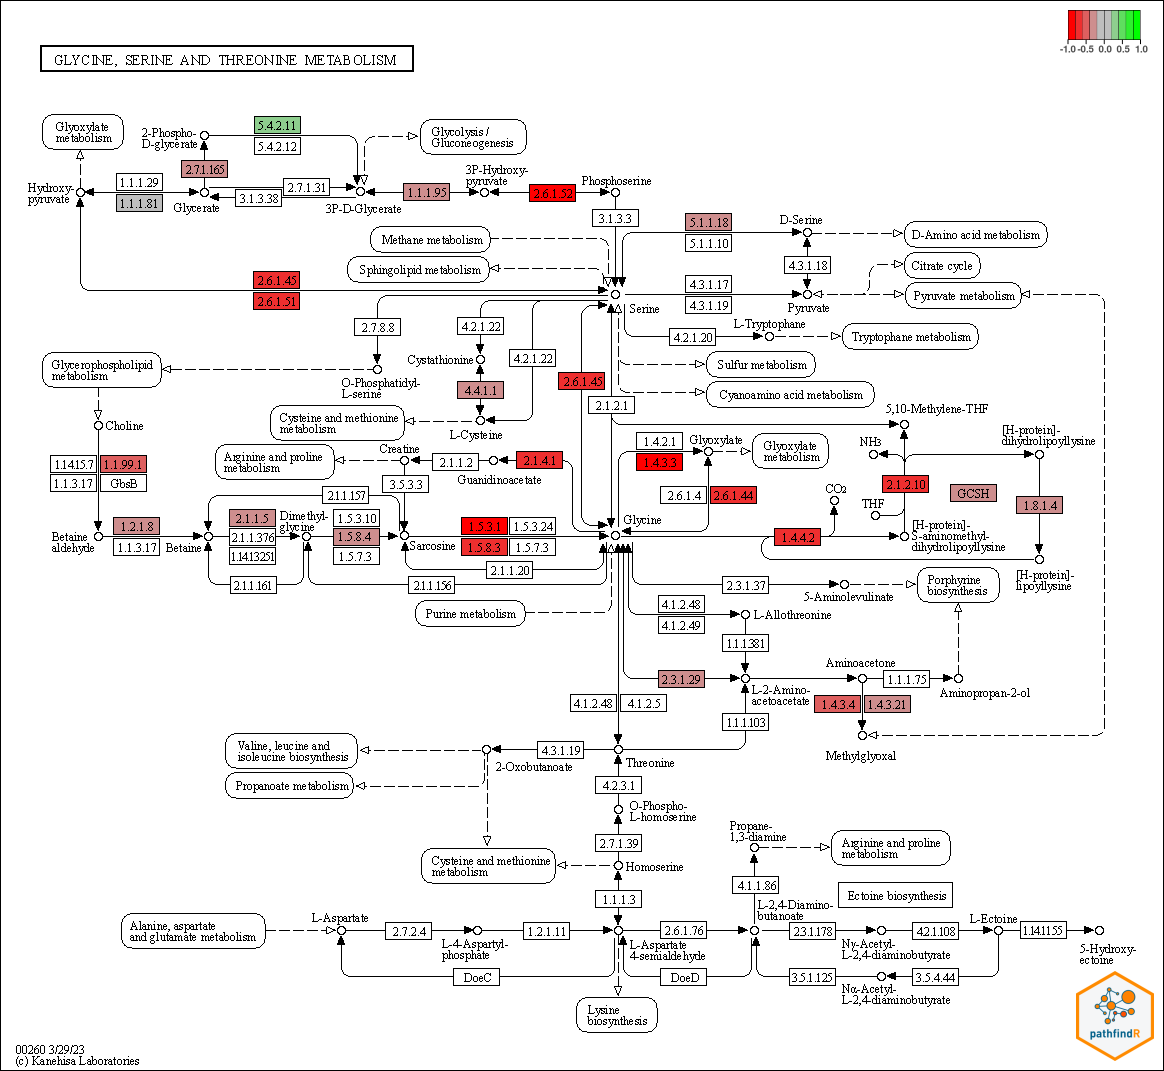 -1.0 -0.5 0.0 0.5 1.0
GLYCINE, SERINE AND THREONINE METABOLISM
Glyoxylate
metabolism
2-Phospho-
D-glycerate
5.4.2.11
5.4.2.12
Glycolysis /
Gluconeogenesis
2.7.1.165
3P-Hydroxy-
pyruvate
Phosphoserine
Hydroxy-
pyruvate
1.1.1.29
1.1.1.81
Glycerate
2.7.1.31
3.1.3.38
3P-D-Glycerate
1.1.1.95
2.6.1.52
3.1.3.3
5.1.1.18
5.1.1.10
D-Serine
D-Amino acid metabolism
Methane metabolism
Sphingolipid metabolism
4.3.1.18
Citrate cycle
2.6.1.45
2.6.1.51
4.3.1.17
4.3.1.19
Pyruvate
Pyruvate metabolism
Serine
2.7.8.8
4.2.1.22
4.2.1.20
L-Tryptophane
Tryptophane metabolism
Glycerophospholipid
metabolism
Cystathionine
4.2.1.22
Sulfur metabolism
O-Phosphatidyl-
L-serine
4.4.1.1
2.6.1.45
Cyanoamino acid metabolism
2.1.2.1
Choline
Cysteine and methionine
metabolism
L-Cysteine
5,10-Methylene-THF
Arginine and proline
metabolism
Creatine
2.1.1.2
Guanidinoacetate
2.1.4.1
1.4.2.1
1.4.3.3
Glyoxylate
Glyoxylate
metabolism
NH3
[H-protein]-
dihydrolipoyllysine
1.14.15.7
1.1.99.1
1.1.3.17
GbsB
3.5.3.3
2.1.1.157
2.6.1.4
2.6.1.44
CO2
2.1.2.10
GCSH
1.8.1.4
THF
Betaine
aldehyde
1.2.1.8
1.1.3.17
Betaine
2.1.1.5
2.1.1.376
1.14.13.251
Dimethyl-
glycine
1.5.3.10
1.5.8.4
1.5.7.3
Sarcosine
1.5.3.1
1.5.3.24
1.5.8.3
1.5.7.3
Glycine
1.4.4.2
[H-protein]-
S-aminomethyl-
dihydrolipoyllysine
2.1.1.161
2.1.1.156
2.1.1.20
2.3.1.37
5-Aminolevulinate
Porphyrine
biosynthesis
[H-protein]-
lipoyllysine
Purine metabolism
4.1.2.48
4.1.2.49
L-Allothreonine
1.1.1.381
2.3.1.29
L-2-Amino-
acetoacetate
Aminoacetone
1.1.1.75
Aminopropan-2-ol
4.1.2.48
4.1.2.5
1.4.3.4
1.4.3.21
1.1.1.103
Methylglyoxal
Valine, leucine and
isoleucine biosynthesis
2-Oxobutanoate
4.3.1.19
Threonine
Propanoate metabolism
4.2.3.1
O-Phospho-
L-homoserine
2.7.1.39
Propane-
1,3-diamine
Arginine and proline
metabolism
Cysteine and methionine
metabolism
Homoserine
4.1.1.86
Ectoine biosynthesis
1.1.1.3
Alanine, aspartate
and glutamate metabolism
L-Aspartate
2.7.2.4
L-4-Aspartyl-
phosphate
1.2.1.11
L-Aspartate
4-semialdehyde
2.6.1.76
L-2,4-Diamino-
butanoate
2.3.1.178
Nγ-Acetyl-
L-2,4-diaminobutyrate
4.2.1.108
L-Ectoine
1.14.11.55
5-Hydroxy-
ectoine
DoeC
DoeD
3.5.1.125
Nα-Acetyl-
L-2,4-diaminobutyrate
3.5.4.44
Lysine
biosynthesis
pathfindR
00260 3/29/23
(c) Kanehisa Laboratories